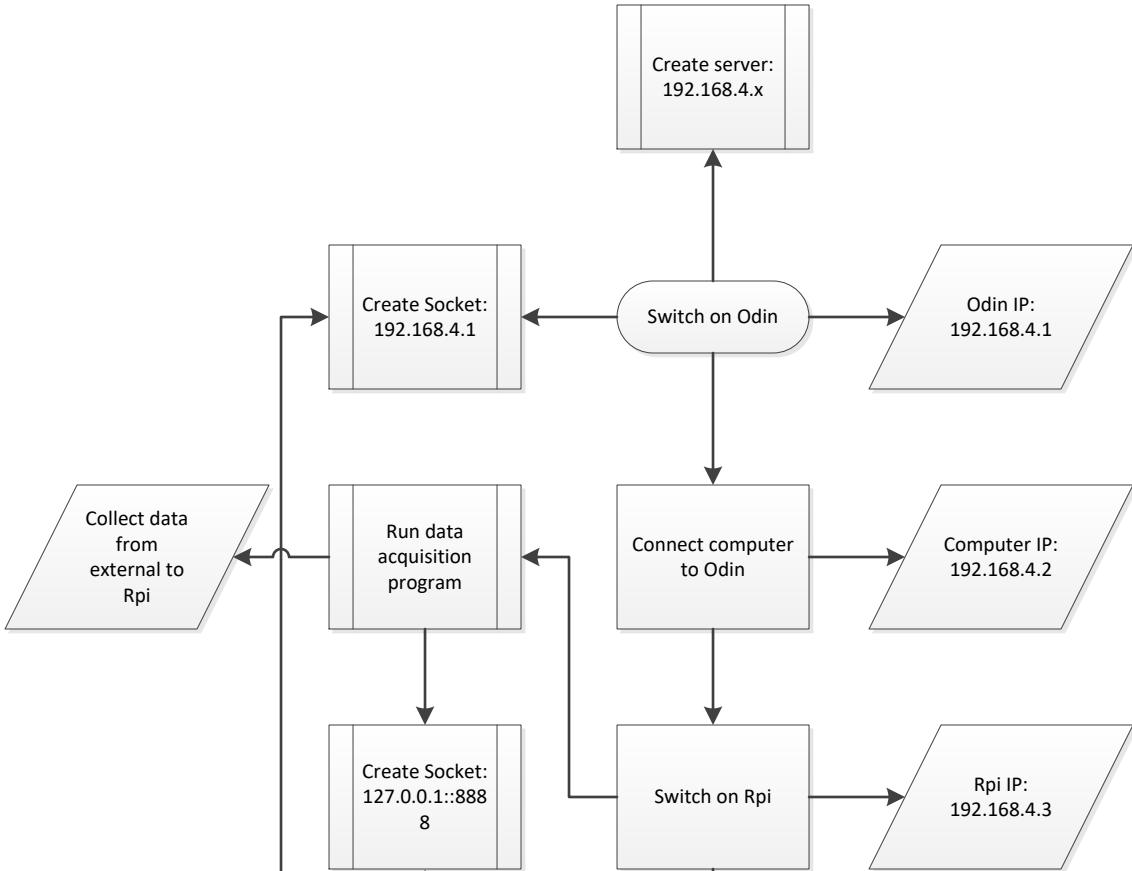 Create server:
192.168.4.x
Create Socket:
192.168.4.1
Switch on Odin
Odin IP:
192.168.4.1
Collect data
from
external to
Rpi
Run data
acquisition
program
Connect computer
to Odin
Computer IP:
192.168.4.2
Create Socket:
127.0.0.1::888
8
Switch on Rpi
Rpi IP:
192.168.4.3